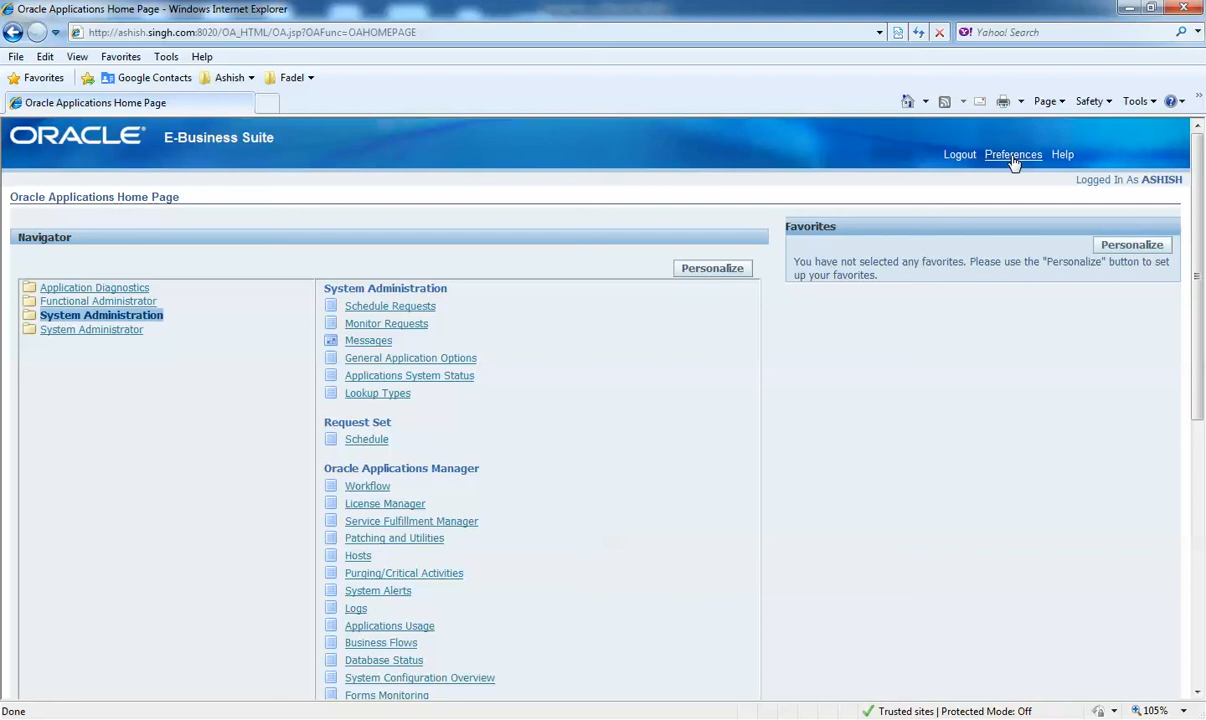 Oracle Applications Home Page - Windows Internet Explorer
http://ashish.singh.com:8020/OA_HTML/OA.jsp?OAFunc=OAHOMEPAGE
Yahoo! Search
File Edit View Favorites Tools Help
Favorites Google Contacts Ashish Fadel
Oracle Applications Home Page
Page Safety Tools
ORACLE E-Business Suite
Logout Preferences Help
Logged In As ASHISH
Oracle Applications Home Page
Navigator
Personalize
Application Diagnostics
Functional Administrator
System Administration
System Administrator
System Administration
Schedule Requests
Monitor Requests
Messages
General Application Options
Applications System Status
Lookup Types
Request Set
Schedule
Oracle Applications Manager
Workflow
License Manager
Service Fulfillment Manager
Patching and Utilities
Hosts
Purging/Critical Activities
System Alerts
Logs
Applications Usage
Business Flows
Database Status
System Configuration Overview
Forms Monitoring
Favorites
Personalize
You have not selected any favorites. Please use the "Personalize" button to set
up your favorites.
Done
Trusted sites | Protected Mode: Off
105%